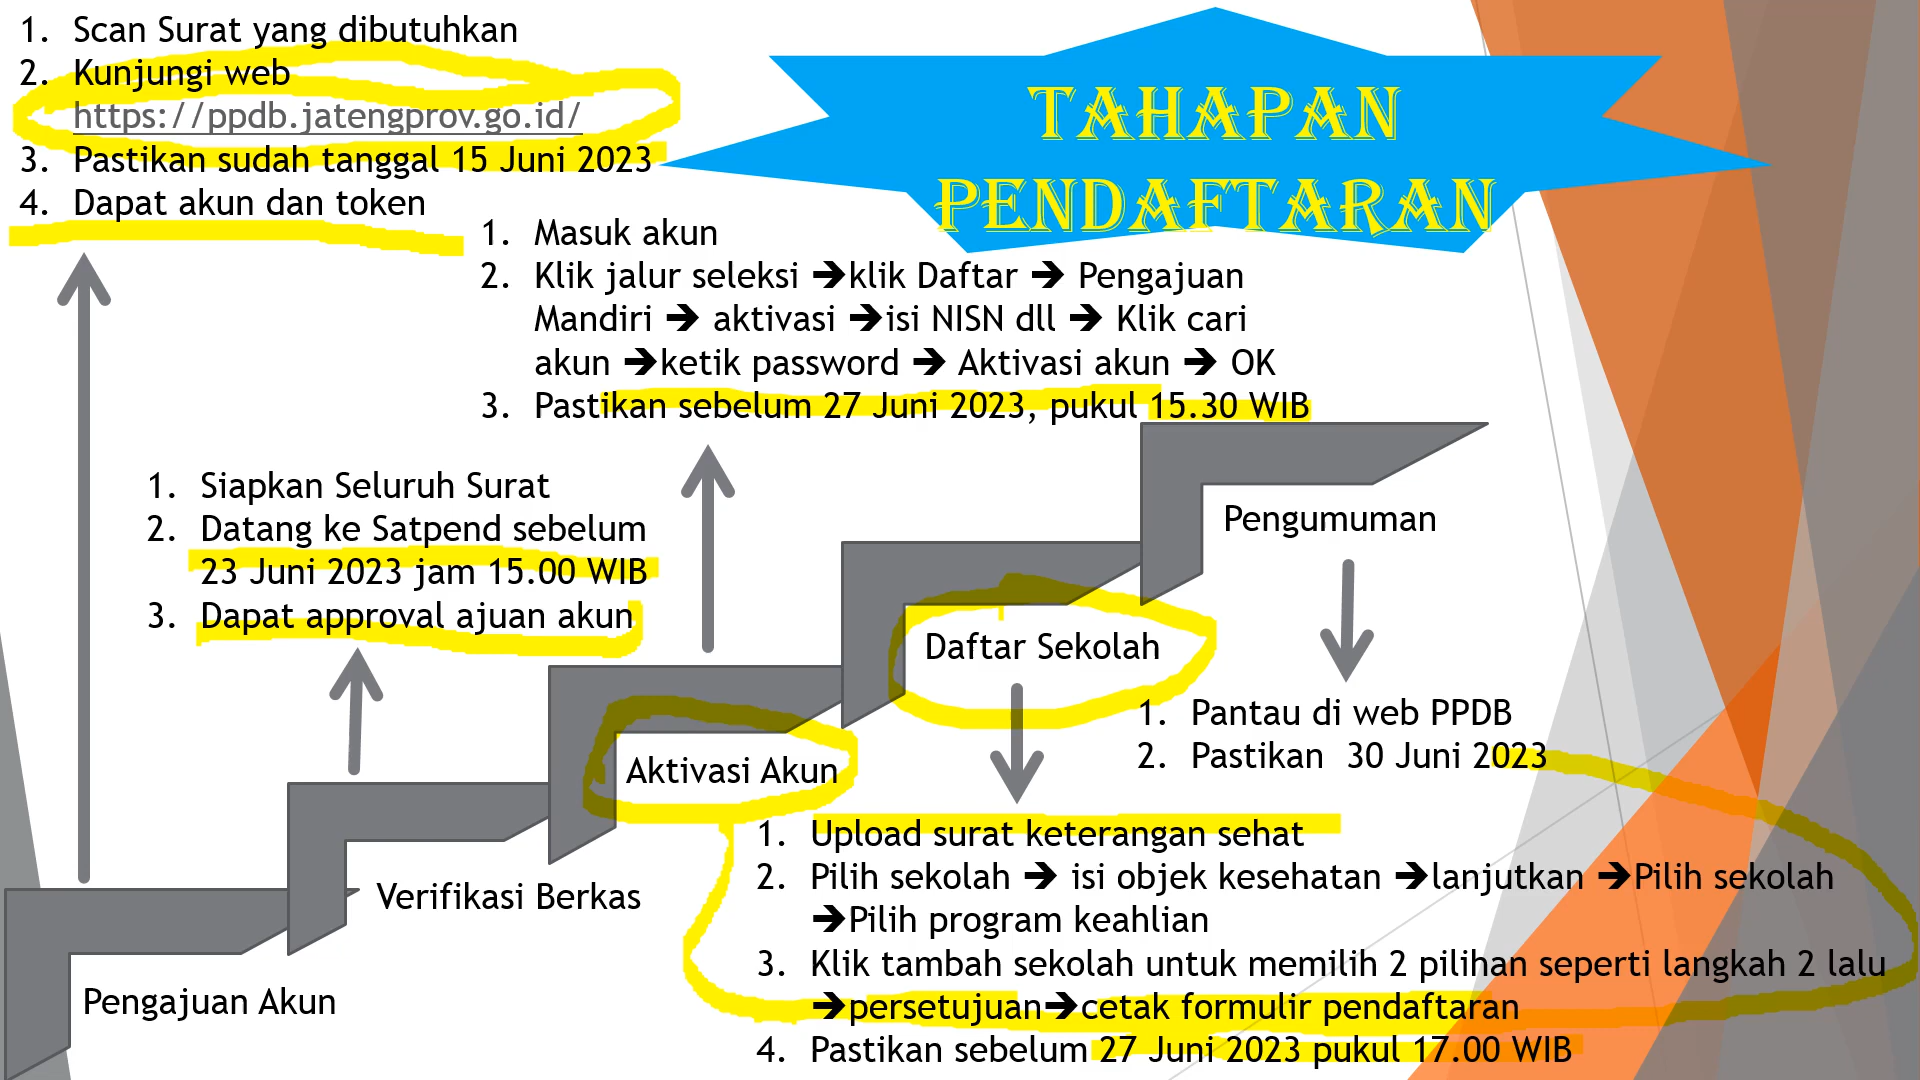 TAHAPAN
PENDAFTARAN
1. Scan Surat yang dibutuhkan
2. Kunjungi web
https://ppdb.jatengprov.go.id/
3. Pastikan sudah tanggal 15 Juni 2023
4. Dapat akun dan token
1. Masuk akun
2. Klik jalur seleksi ➔klik Daftar ➔ Pengajuan
Mandiri ➔ aktivasi ➔isi NISN dll ➔ Klik cari
akun ➔ketik password ➔ Aktivasi akun ➔ OK
3. Pastikan sebelum 27 Juni 2023, pukul 15.30 WIB
1. Siapkan Seluruh Surat
2. Datang ke Satpend sebelum
23 Juni 2023 jam 15.00 WIB
3. Dapat approval ajuan akun
Pengumuman
Daftar Sekolah
1. Pantau di web PPDB
2. Pastikan  30 Juni 2023
Aktivasi Akun
1. Upload surat keterangan sehat
2. Pilih sekolah ➔ isi objek kesehatan ➔lanjutkan ➔Pilih sekolah
➔Pilih program keahlian
3. Klik tambah sekolah untuk memilih 2 pilihan seperti langkah 2 lalu
➔persetujuan➔cetak formulir pendaftaran
4. Pastikan sebelum 27 Juni 2023 pukul 17.00 WIB
Verifikasi Berkas
Pengajuan Akun